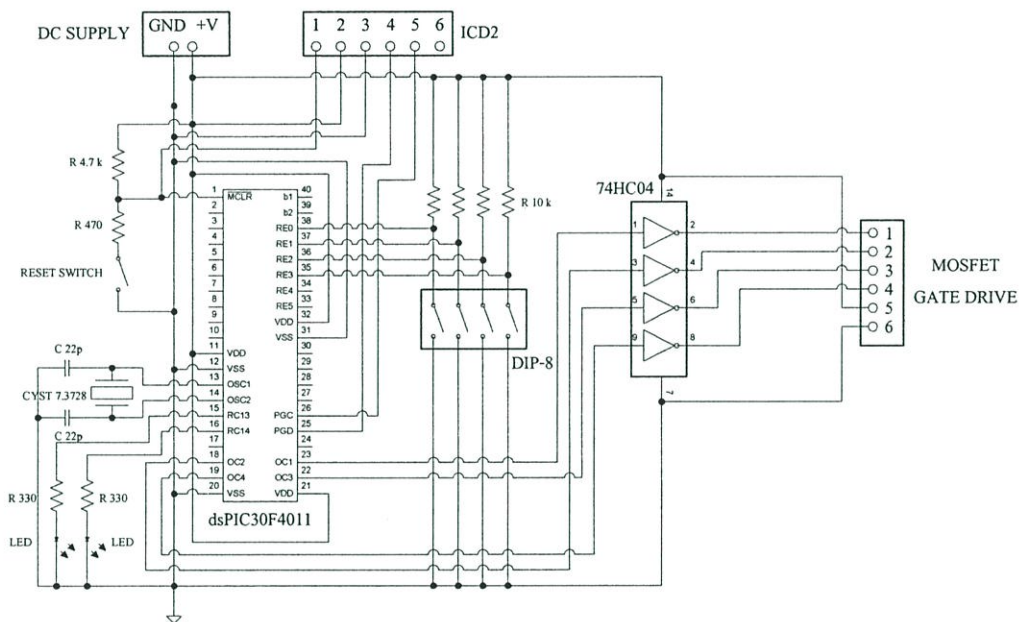 DC SUPPLY
GND +V
1 2 3 4 5 6
ICD2
R 4.7 k
R 470
RESET SWITCH
C 22p
CYST 7.3728
C 22p
R 330
R 330
LED
LED
1 MCLR
2
3
4
5
6
7
8
9
10
11 VDD
12 VSS
13 OSC1
14 OSC2
15 RC13
16 RC14
17
18 OC2
19 OC4
20 VSS
b1 40
b2 39
RE0 38
RE1 37
RE2 36
RE3 35
RE4 34
RE5 33
VDD 32
VSS 31
30
29
28
27
PGC 26
PGD 25
24
OC1 23
OC3 22
VDD 21
dsPIC30F4011
R 10 k
DIP-8
74HC04
14
1 2
3 4
5 6
9 8
7
1
2
3
4
5
6
MOSFET
GATE DRIVE